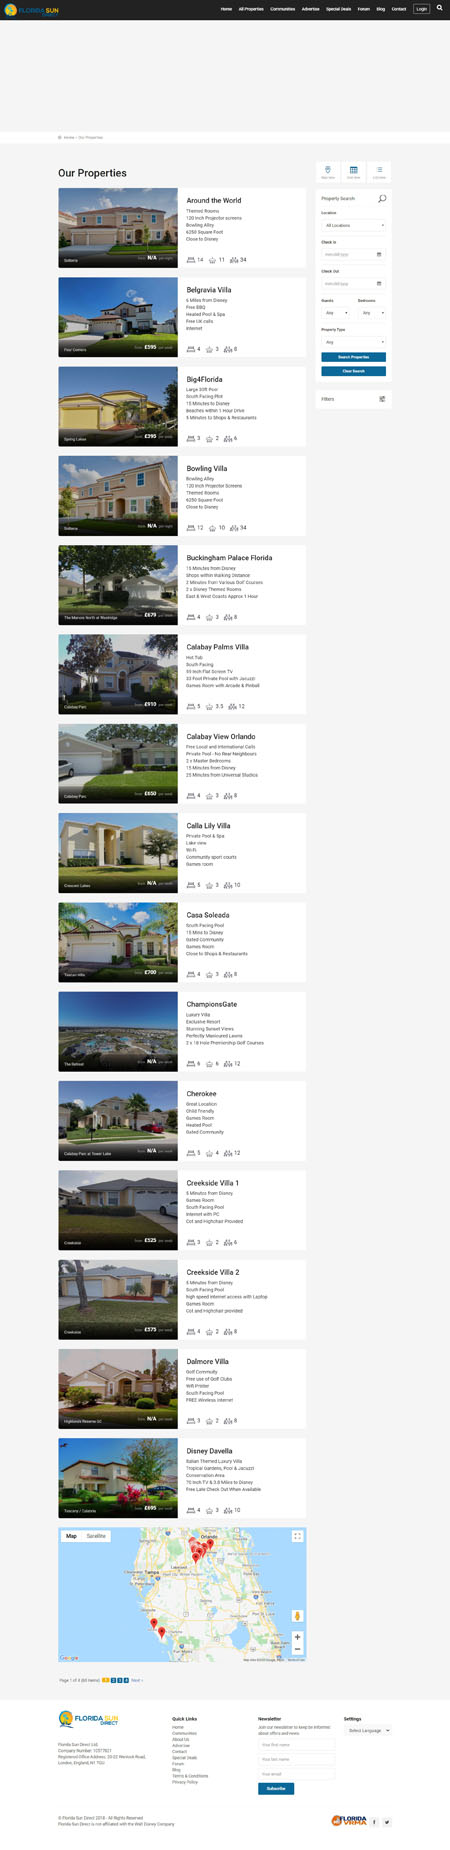 FLORIDA SUN
DIRECT
Home All Properties Communities Advertise Special Deals Forum Blog Contact Login
Home / Our Properties
Our Properties
Map View Grid View List View
Around the World
Themed Rooms
120 Inch Projector screens
Bowling Alley
6250 Square Foot
Close to Disney
Solterra
from N/A per night
14 11 34
Belgravia Villa
6 Miles from Disney
Free BBQ
Heated Pool & Spa
Free UK calls
Internet
Four Corners
from £595 per week
4 3 8
Big4Florida
Large 30ft Pool
South Facing Plot
15 Minutes to Disney
Beaches within 1 Hour Drive
5 Minutes to Shops & Restaurants
Spring Lakes
from £395 per week
3 2 6
Bowling Villa
Bowling Alley
120 Inch Projector Screens
Themed Rooms
6250 Square Foot
Close to Disney
Solterra
from N/A per night
12 10 34
Buckingham Palace Florida
15 Minutes from Disney
Shops within Walking Distance
2 Minutes from Various Golf Courses
2 x Disney Themed Rooms
East & West Coasts Approx 1 Hour
The Manors North at Westridge
from £679 per week
4 3 8
Calabay Palms Villa
Hot Tub
South Facing
33 Foot Private Pool with Jacuzzi
Games Room with Arcade & Pinball
Calabay Parc
from £910 per week
5 3.5 12
Calabay View Orlando
Free Local and International Calls
Private Pool - No Rear Neighbours
2 x Master Bedrooms
15 Minutes from Disney
25 Minutes from Universal Studios
Calabay Parc
from £650 per week
4 3 8
Calla Lily Villa
Private Pool & Spa
Lake view
Wi-Fi
Community sport courts
Games room
Crescent Lakes
from N/A per week
5 3 10
Casa Soleada
South Facing Pool
15 Mins to Disney
Gated Community
Games Room
Close to Shops & Restaurants
Tuscan Hills
from £700 per week
4 3 8
ChampionsGate
Luxury Villa
Exclusive Resort
Stunning Sunset Views
Perfectly Manicured Lawns
2 x 18 Hole Premiership Golf Courses
The Retreat
from N/A per week
6 6 12
Cherokee
Great Location
Child Friendly
Games Room
Heated Pool
Gated Community
Calabay Parc at Tower Lake
from N/A per week
5 4 12
Creekside Villa 1
5 Minutes from Disney
Games Room
South Facing Pool
Internet with PC
Cot and Highchair Provided
Creekside
from £525 per week
3 2 6
Creekside Villa 2
5 Minutes from Disney
South Facing Pool
high speed internet access with Laptop
Games Room
Cot and Highchair provided
Creekside
from £575 per week
4 2 8
Dalmore Villa
Golf Commodity
Free use of Golf Clubs
Wifi Printer
South Facing Pool
FREE Wireless Internet
Highlands Reserve GC
from N/A per week
3 2 8
Disney Davella
Italian Themed Luxury Villa
Tropical Gardens, Pool & Jacuzzi
Conservation Area
70 Inch TV & 3.8 Miles to Disney
Free Late Check Out When Available
Tuscany / Calabria
from £695 per week
4 3 10
Property Search
Location
All Locations
Check In
mm/dd/yyyy
Check Out
mm/dd/yyyy
Guests Bedrooms
Any Any
Property Type
Any
Search Properties
Clear Search
Filters
Map Satellite
Orlando
Lakeland
Clearwater Tampa
St. Petersburg
Sarasota
Fort Myers
Google
Page 1 of 4 (60 items) 1 2 3 4 Next »
FLORIDA SUN
DIRECT
Florida Sun Direct Ltd,
Registered Office Address: 20-22 Wenlock Road,
London, England, N1 7GU
Quick Links
Home
Communities
About Us
Advertise
Contact
Special Deals
Forum
Blog
Terms & Conditions
Privacy Policy
Newsletter
Join our newsletter to keep be informed
about offers and news.
Your first name
Your last name
Your email
Subscribe
Settings
Select Language
© Florida Sun Direct 2018 - All Rights Reserved
Florida Sun Direct is not affiliated with the Walt Disney Company
FLORIDA
VRMA